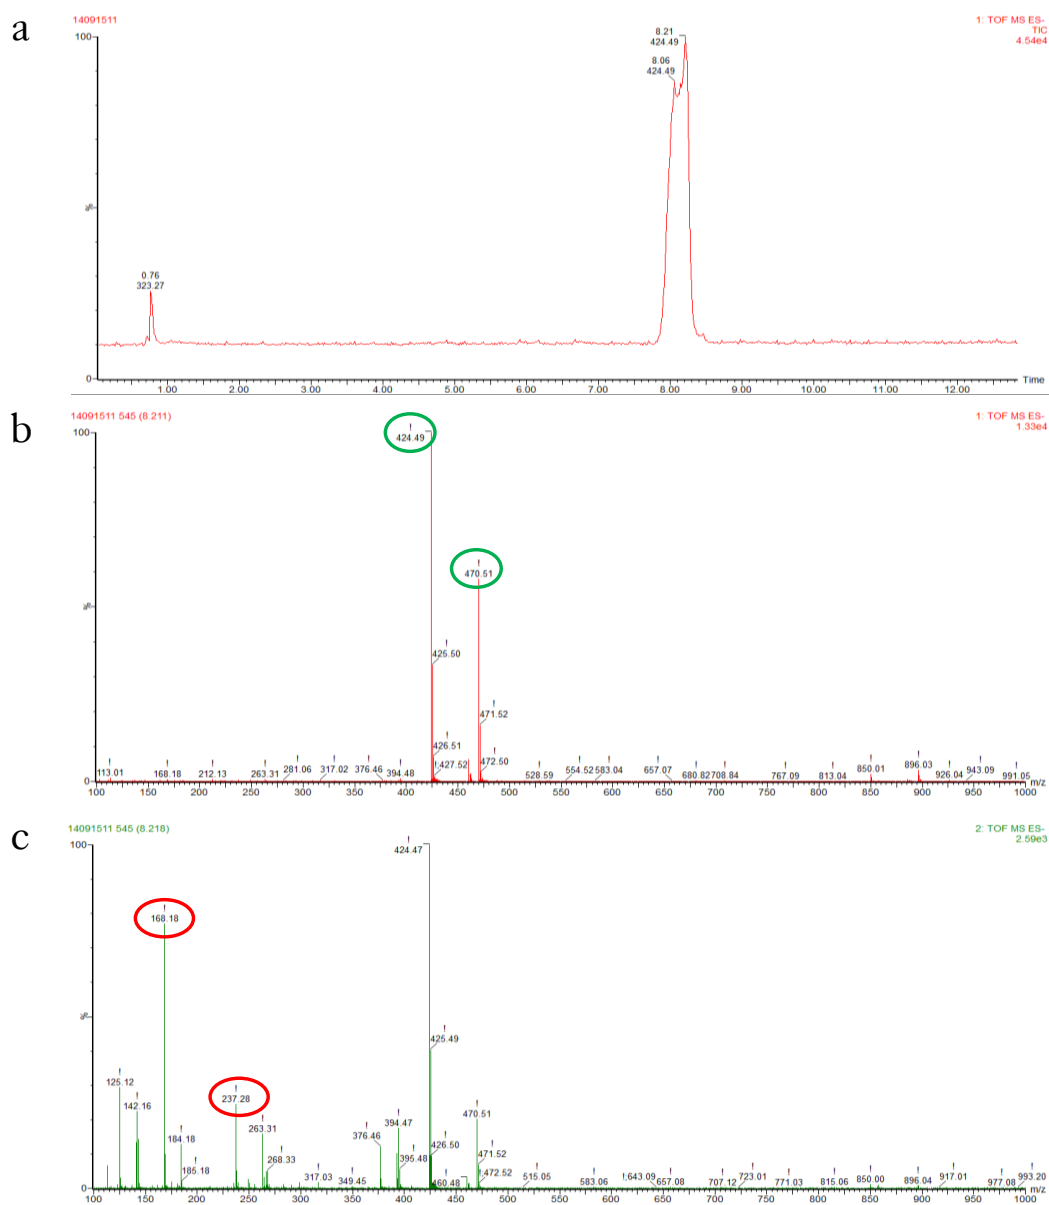 a
14091511
1: TOF MS ES-
TIC
4.54e4
100
%
0
8.21
424.49
8.06
424.49
0.76
323.27
1.00 2.00 3.00 4.00 5.00 6.00 7.00 8.00 9.00 10.00 11.00 12.00
Time
b
14091511 545 (8.211)
1: TOF MS ES-
1.33e4
100
%
0
424.49
470.51
425.50
471.52
426.51
427.52
472.50
113.01 168.18 212.13 263.31 281.06 317.02 376.46 394.48
528.59 554.52 583.04 657.07 680.82 708.84 767.09 813.04 850.01 896.03 926.04 943.09 991.05
100 150 200 250 300 350 400 450 500 550 600 650 700 750 800 850 900 950 1000
m/z
c
14091511 545 (8.218)
2: TOF MS ES-
2.59e3
100
%
0
424.47
168.18
425.49
125.12
237.28
142.16
470.51
394.47
376.46
184.18
263.31
426.50
471.52
268.33
395.48
185.18
472.52
317.03 349.45 460.48 515.05 583.06 643.09 657.08 707.12 723.01 771.03 815.06 850.00 896.04 917.01 977.08 993.20
100 150 200 250 300 350 400 450 500 550 600 650 700 750 800 850 900 950 1000
m/z